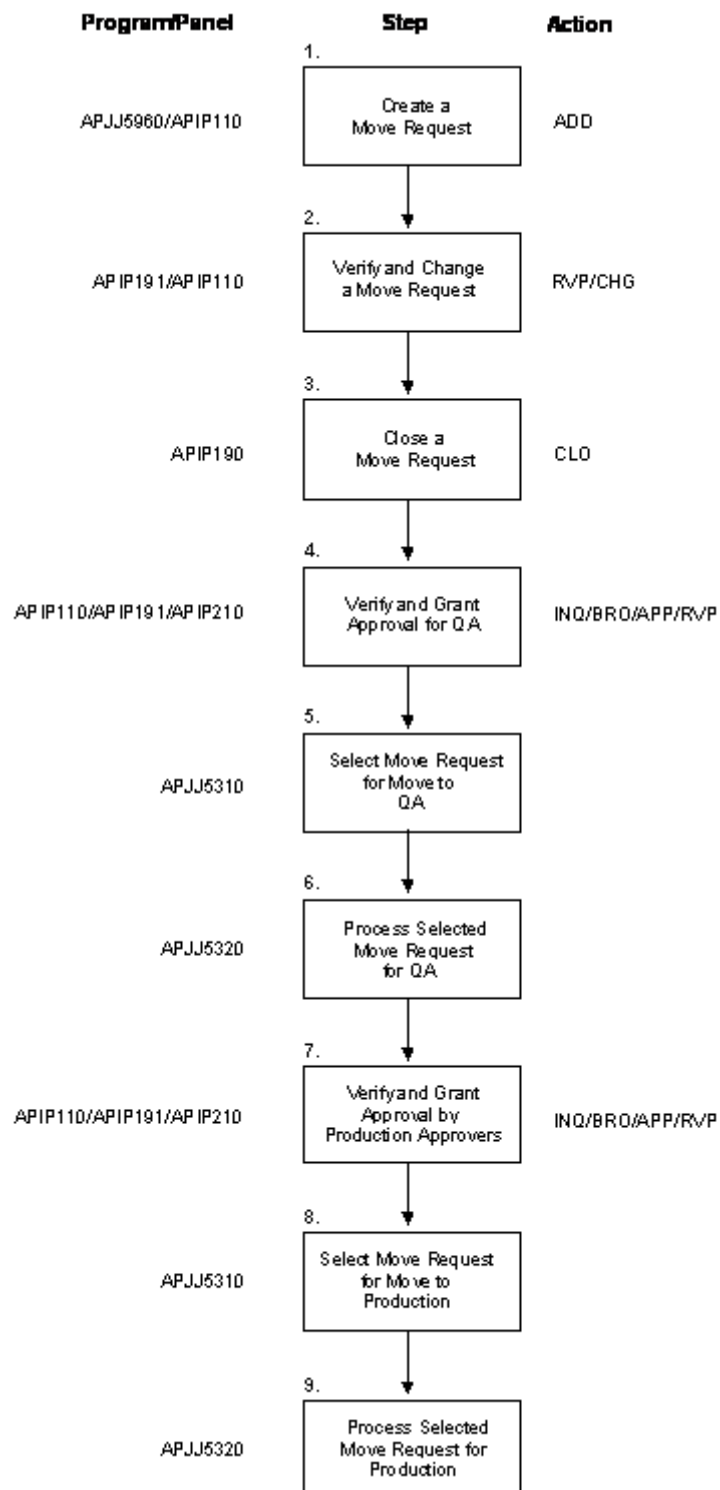 Program/Panel Step Action
1.
Create a
APJJ5960/APIP110 Move Request ADD
2.
Verify and Change
APIP191/APIP110 a Move Request RVP/CHG
3.
Close a
APIP190 Move Request CLO
4.
Verify and Grant
APIP110/APIP191/APIP210 Approval for QA INQ/BRO/APP/RVP
5.
Select Move Request
APJJ5310 for Move to
QA
6.
Process Selected
APJJ5320 Move Request
for QA
7.
Verify and Grant
APIP110/APIP191/APIP210 Approval by INQ/BRO/APP/RVP
Production Approvers
8.
Select Move Request
APJJ5310 for Move to
Production
9.
Process Selected
APJJ5320 Move Request for
Production